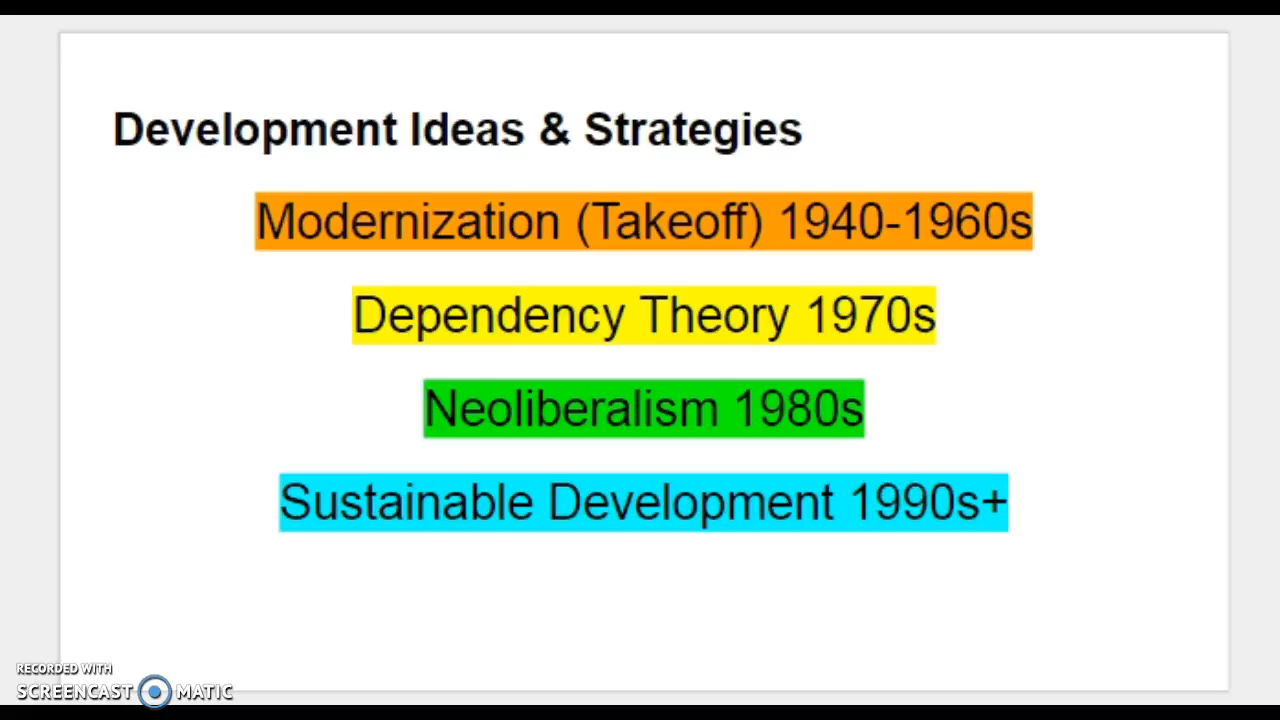 Development Ideas & Strategies
Modernization (Takeoff) 1940-1960s
Dependency Theory 1970s
Neoliberalism 1980s
Sustainable Development 1990s+
RECORDED WITH
SCREENCAST MATIC